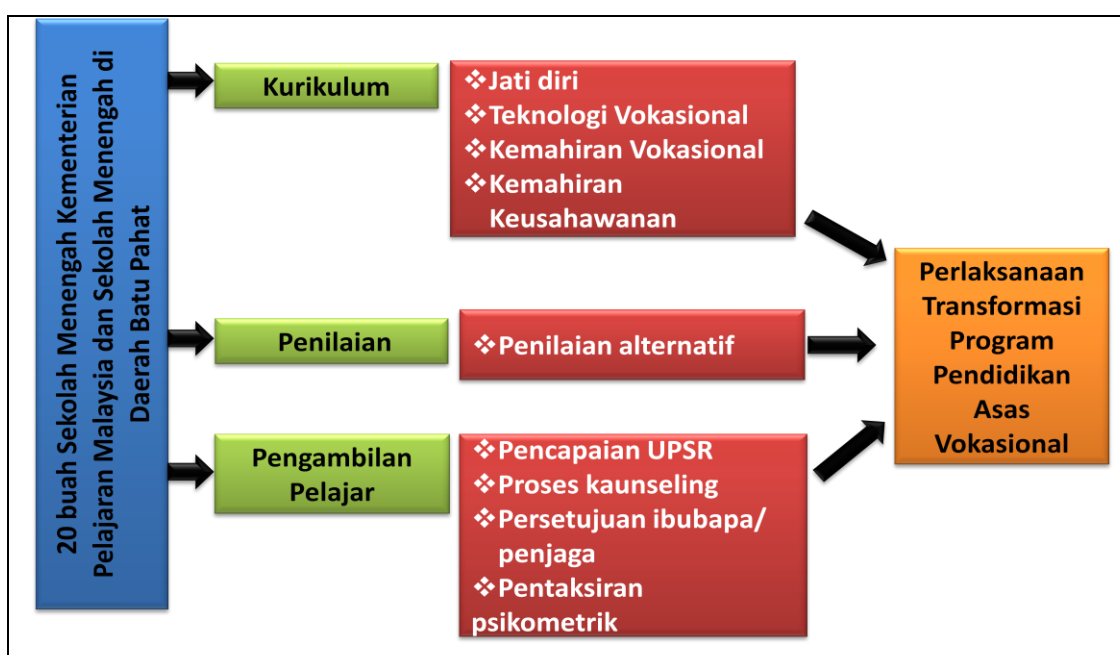 20 buah Sekolah Menengah Kementerian
Pelajaran Malaysia dan Sekolah Menengah di
Daerah Batu Pahat
Kurikulum
❖Jati diri
❖Teknologi Vokasional
❖Kemahiran Vokasional
❖Kemahiran
Keusahawanan
Penilaian
❖Penilaian alternatif
Pengambilan
Pelajar
❖Pencapaian UPSR
❖Proses kaunseling
❖Persetujuan ibubapa/
penjaga
❖Pentaksiran
psikometrik
Perlaksanaan
Transformasi
Program
Pendidikan
Asas
Vokasional